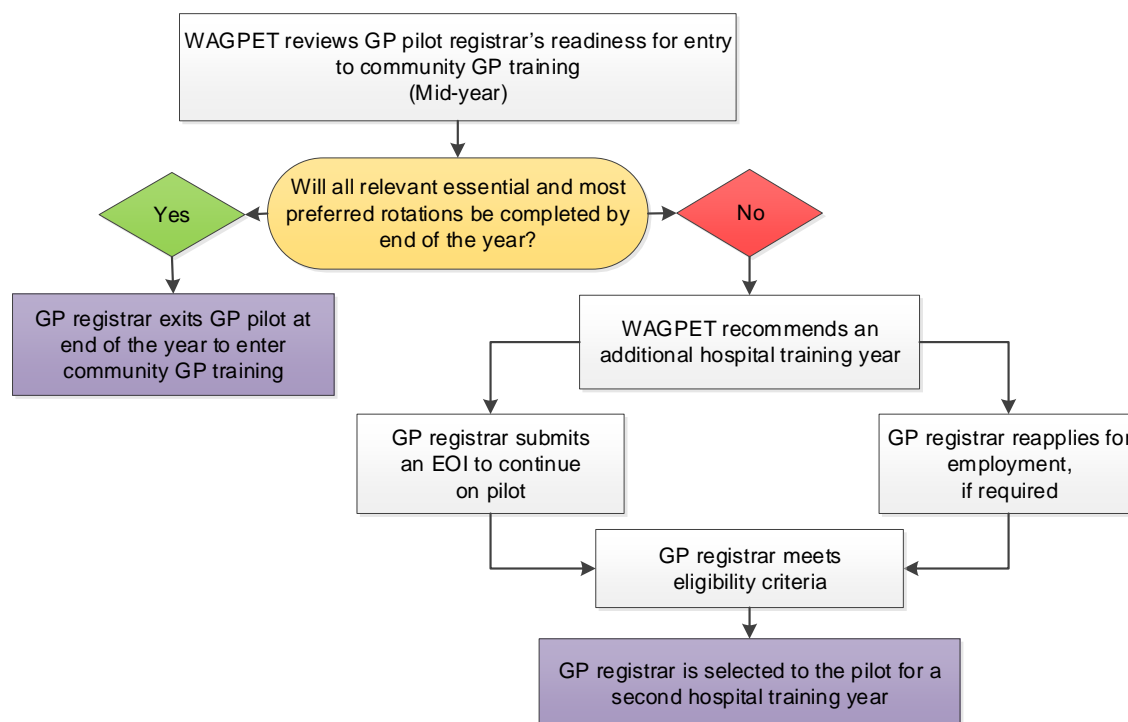 WAGPET reviews GP pilot registrar's readiness for entry
to community GP training
(Mid-year)
Will all relevant essential and most
preferred rotations be completed by
end of the year?
Yes
No
GP registrar exits GP pilot at
end of the year to enter
community GP training
WAGPET recommends an
additional hospital training year
GP registrar submits
an EOI to continue
on pilot
GP registrar reapplies for
employment,
if required
GP registrar meets
eligibility criteria
GP registrar is selected to the pilot for a
second hospital training year